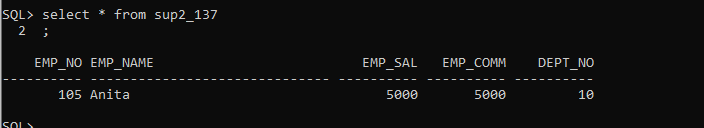 SQL> select * from sup2_137
  2  ;

    EMP_NO EMP_NAME                          EMP_SAL   EMP_COMM    DEPT_NO
---------- ------------------------------ ---------- ---------- ----------
       105 Anita                                5000       5000         10

SQL>